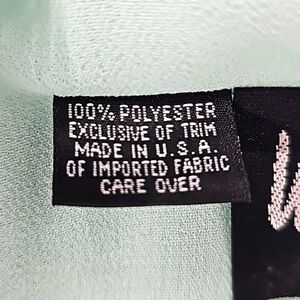 100% POLYESTER
EXCLUSIVE OF TRIM
MADE IN U.S.A.
OF IMPORTED FABRIC
CARE OVER